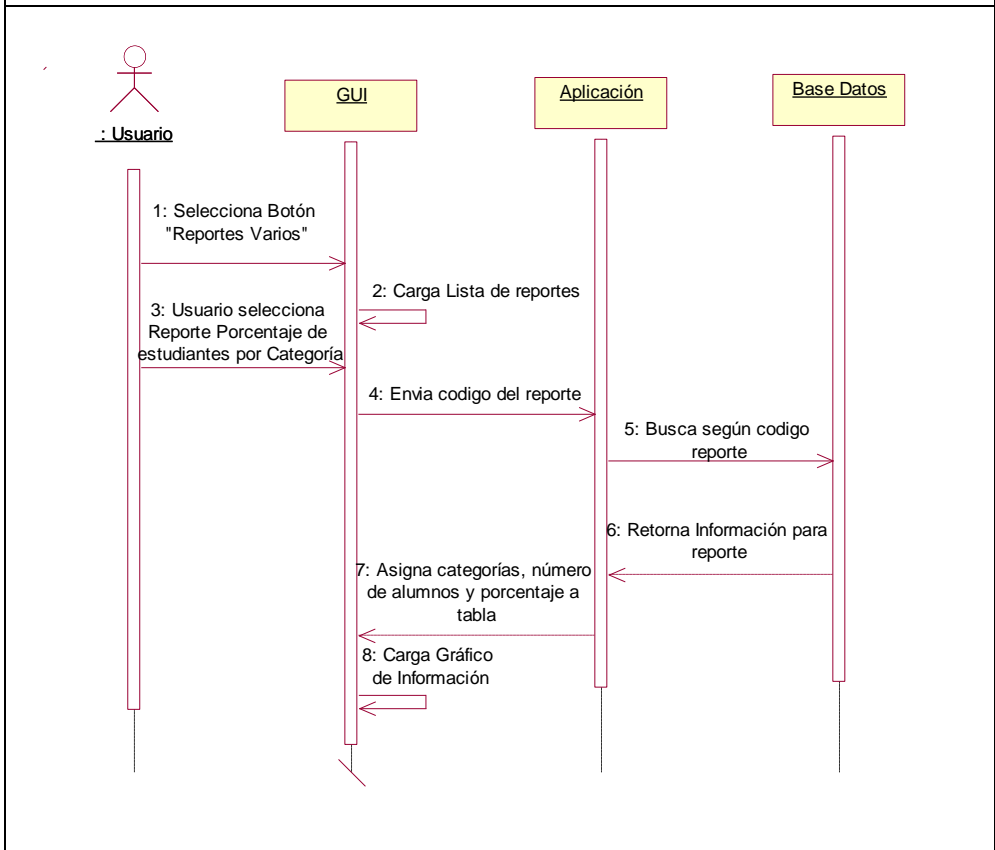 : Usuario
GUI
Aplicación
Base Datos
1: Selecciona Botón
"Reportes Varios"
2: Carga Lista de reportes
3: Usuario selecciona
Reporte Porcentaje de
estudiantes por Categoría
4: Envia codigo del reporte
5: Busca según codigo
reporte
6: Retorna Información para
reporte
7: Asigna categorías, número
de alumnos y porcentaje a
tabla
8: Carga Gráfico
de Información